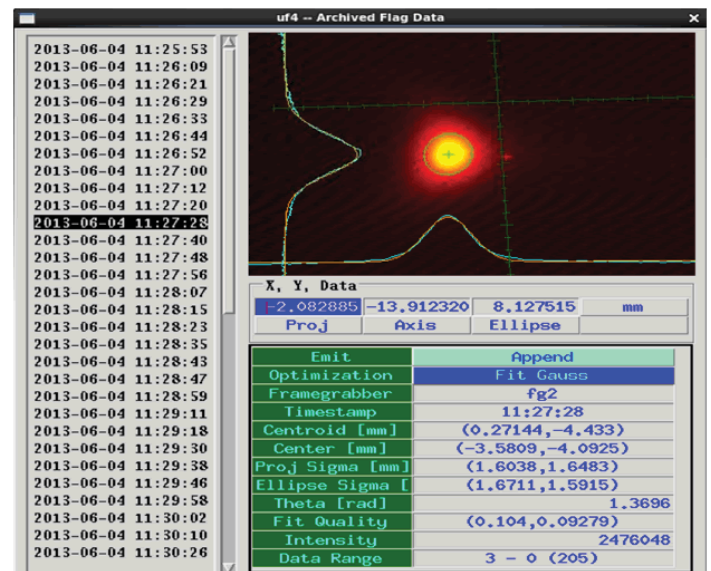 uf4 -- Archived Flag Data
2013-06-04 11:25:53
2013-06-04 11:26:09
2013-06-04 11:26:21
2013-06-04 11:26:29
2013-06-04 11:26:33
2013-06-04 11:26:44
2013-06-04 11:26:52
2013-06-04 11:27:00
2013-06-04 11:27:12
2013-06-04 11:27:20
2013-06-04 11:27:28
2013-06-04 11:27:40
2013-06-04 11:27:48
2013-06-04 11:27:56
2013-06-04 11:28:07
2013-06-04 11:28:15
2013-06-04 11:28:23
2013-06-04 11:28:35
2013-06-04 11:28:43
2013-06-04 11:28:47
2013-06-04 11:28:59
2013-06-04 11:29:11
2013-06-04 11:29:18
2013-06-04 11:29:30
2013-06-04 11:29:38
2013-06-04 11:29:46
2013-06-04 11:29:58
2013-06-04 11:30:02
2013-06-04 11:30:10
2013-06-04 11:30:26
X, Y, Data
-2.082885 -13.912320 8.127515 mm
Proj Axis Ellipse
Emit Append
Optimization Fit Gauss
Framegrabber fg2
Timestamp 11:27:28
Centroid [mm] (0.27144,-4.433)
Center [mm] (-3.5809,-4.0925)
Proj Sigma [mm] (1.6038,1.6483)
Ellipse Sigma [ (1.6711,1.5915)
Theta [rad] 1.3696
Fit Quality (0.104,0.09279)
Intensity 2476048
Data Range 3 - 0 (205)